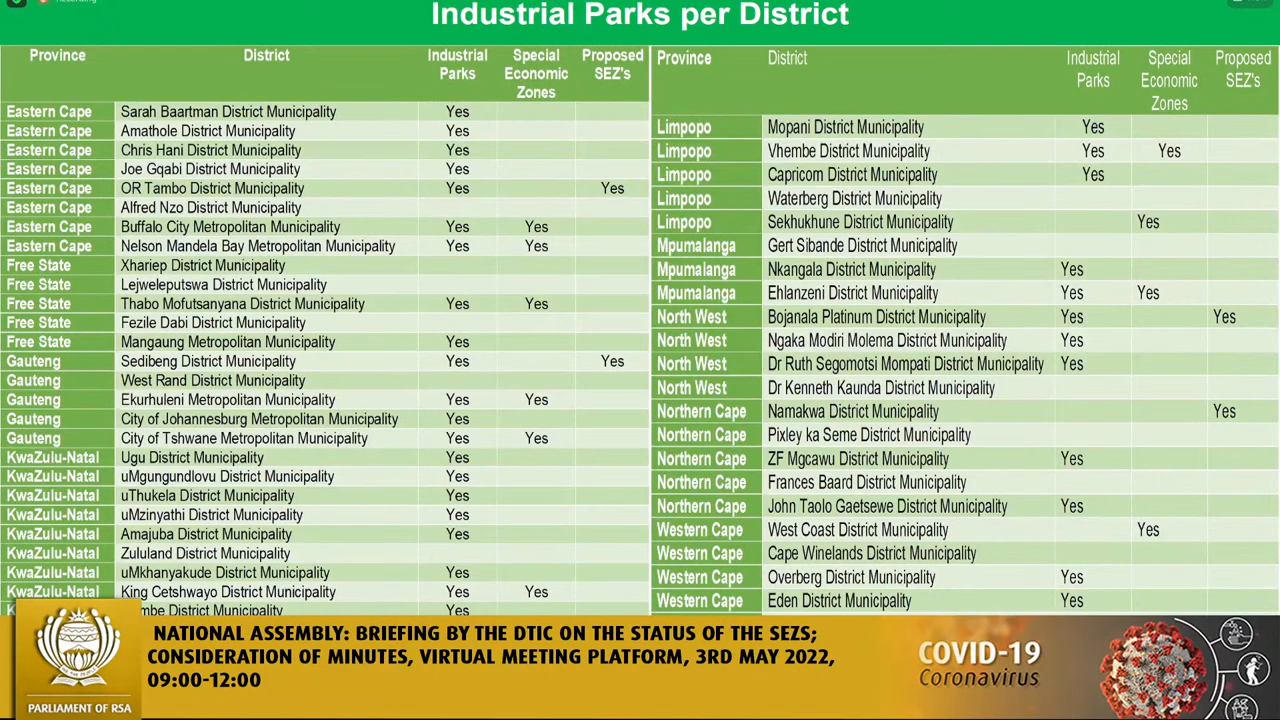 Industrial Parks per District
Province District Industrial Parks Special Economic Zones Proposed SEZ's
Eastern Cape Sarah Baartman District Municipality Yes
Eastern Cape Amathole District Municipality Yes
Eastern Cape Chris Hani District Municipality Yes
Eastern Cape Joe Gqabi District Municipality Yes
Eastern Cape OR Tambo District Municipality Yes Yes
Eastern Cape Alfred Nzo District Municipality
Eastern Cape Buffalo City Metropolitan Municipality Yes Yes
Eastern Cape Nelson Mandela Bay Metropolitan Municipality Yes Yes
Free State Xhariep District Municipality
Free State Lejweleputswa District Municipality
Free State Thabo Mofutsanyana District Municipality Yes Yes
Free State Fezile Dabi District Municipality
Free State Mangaung Metropolitan Municipality Yes
Gauteng Sedibeng District Municipality Yes Yes
Gauteng West Rand District Municipality
Gauteng Ekurhuleni Metropolitan Municipality Yes Yes
Gauteng City of Johannesburg Metropolitan Municipality Yes
Gauteng City of Tshwane Metropolitan Municipality Yes Yes
KwaZulu-Natal Ugu District Municipality Yes
KwaZulu-Natal uMgungundlovu District Municipality Yes
KwaZulu-Natal uThukela District Municipality Yes
KwaZulu-Natal uMzinyathi District Municipality Yes
KwaZulu-Natal Amajuba District Municipality Yes
KwaZulu-Natal Zululand District Municipality
KwaZulu-Natal uMkhanyakude District Municipality Yes
KwaZulu-Natal King Cetshwayo District Municipality Yes Yes
District Municipality Yes
Province District Industrial Parks Special Economic Zones Proposed SEZ's
Limpopo Mopani District Municipality Yes
Limpopo Vhembe District Municipality Yes Yes
Limpopo Capricorn District Municipality Yes
Limpopo Waterberg District Municipality
Limpopo Sekhukhune District Municipality Yes
Mpumalanga Gert Sibande District Municipality
Mpumalanga Nkangala District Municipality Yes
Mpumalanga Ehlanzeni District Municipality Yes Yes
North West Bojanala Platinum District Municipality Yes Yes
North West Ngaka Modiri Molema District Municipality Yes
North West Dr Ruth Segomotsi Mompati District Municipality Yes
North West Dr Kenneth Kaunda District Municipality
Northern Cape Namakwa District Municipality Yes
Northern Cape Pixley ka Seme District Municipality
Northern Cape ZF Mgcawu District Municipality Yes
Northern Cape Frances Baard District Municipality
Northern Cape John Taolo Gaetsewe District Municipality Yes
Western Cape West Coast District Municipality Yes
Western Cape Cape Winelands District Municipality
Western Cape Overberg District Municipality Yes
Western Cape Eden District Municipality Yes
NATIONAL ASSEMBLY: BRIEFING BY THE DTIC ON THE STATUS OF THE SEZS;
CONSIDERATION OF MINUTES, VIRTUAL MEETING PLATFORM, 3RD MAY 2022,
09:00-12:00
PARLIAMENT OF RSA
COVID-19
Coronavirus